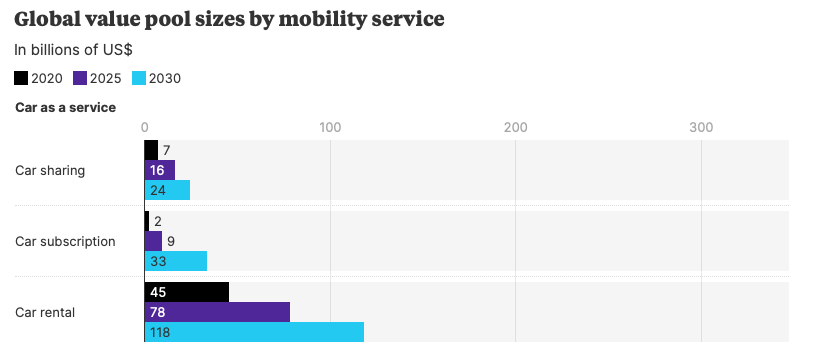 Global value pool sizes by mobility service
In billions of US$
2020 2025 2030
Car as a service
0 100 200 300
7
Car sharing 16
24
2
Car subscription 9
33
45
Car rental 78
118